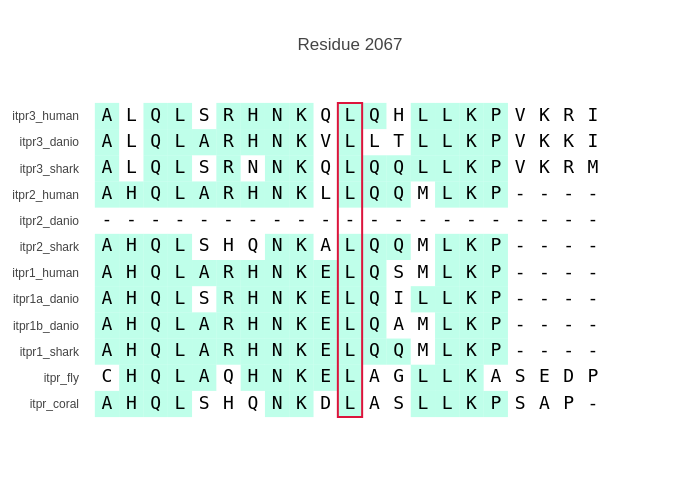 Residue 2067
itpr3_human A L Q L S R H N K Q L Q H L L K P V K R I
itpr3_danio A L Q L A R H N K V L L T L L K P V K K I
itpr3_shark A L Q L S R N N K Q L Q Q L L K P V K R M
itpr2_human A H Q L A R H N K L L Q Q M L K P - - - -
itpr2_danio - - - - - - - - - - - - - - - - - - - - -
itpr2_shark A H Q L S H Q N K A L Q Q M L K P - - - -
itpr1_human A H Q L A R H N K E L Q S M L K P - - - -
itpr1a_danio A H Q L S R H N K E L Q I L L K P - - - -
itpr1b_danio A H Q L A R H N K E L Q A M L K P - - - -
itpr1_shark A H Q L A R H N K E L Q Q M L K P - - - -
itpr_fly C H Q L A Q H N K E L A G L L K A S E D P
itpr_coral A H Q L S H Q N K D L A S L L K P S A P -